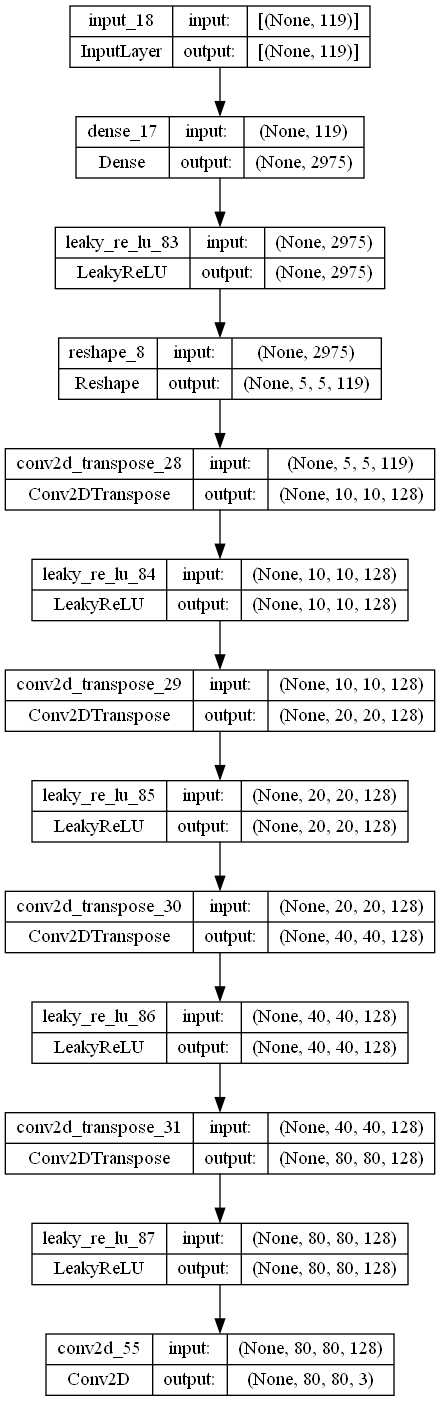 input_18 input: [(None, 119)]
InputLayer output: [(None, 119)]
dense_17 input: (None, 119)
Dense output: (None, 2975)
leaky_re_lu_83 input: (None, 2975)
LeakyReLU output: (None, 2975)
reshape_8 input: (None, 2975)
Reshape output: (None, 5, 5, 119)
conv2d_transpose_28 input: (None, 5, 5, 119)
Conv2DTranspose output: (None, 10, 10, 128)
leaky_re_lu_84 input: (None, 10, 10, 128)
LeakyReLU output: (None, 10, 10, 128)
conv2d_transpose_29 input: (None, 10, 10, 128)
Conv2DTranspose output: (None, 20, 20, 128)
leaky_re_lu_85 input: (None, 20, 20, 128)
LeakyReLU output: (None, 20, 20, 128)
conv2d_transpose_30 input: (None, 20, 20, 128)
Conv2DTranspose output: (None, 40, 40, 128)
leaky_re_lu_86 input: (None, 40, 40, 128)
LeakyReLU output: (None, 40, 40, 128)
conv2d_transpose_31 input: (None, 40, 40, 128)
Conv2DTranspose output: (None, 80, 80, 128)
leaky_re_lu_87 input: (None, 80, 80, 128)
LeakyReLU output: (None, 80, 80, 128)
conv2d_55 input: (None, 80, 80, 128)
Conv2D output: (None, 80, 80, 3)